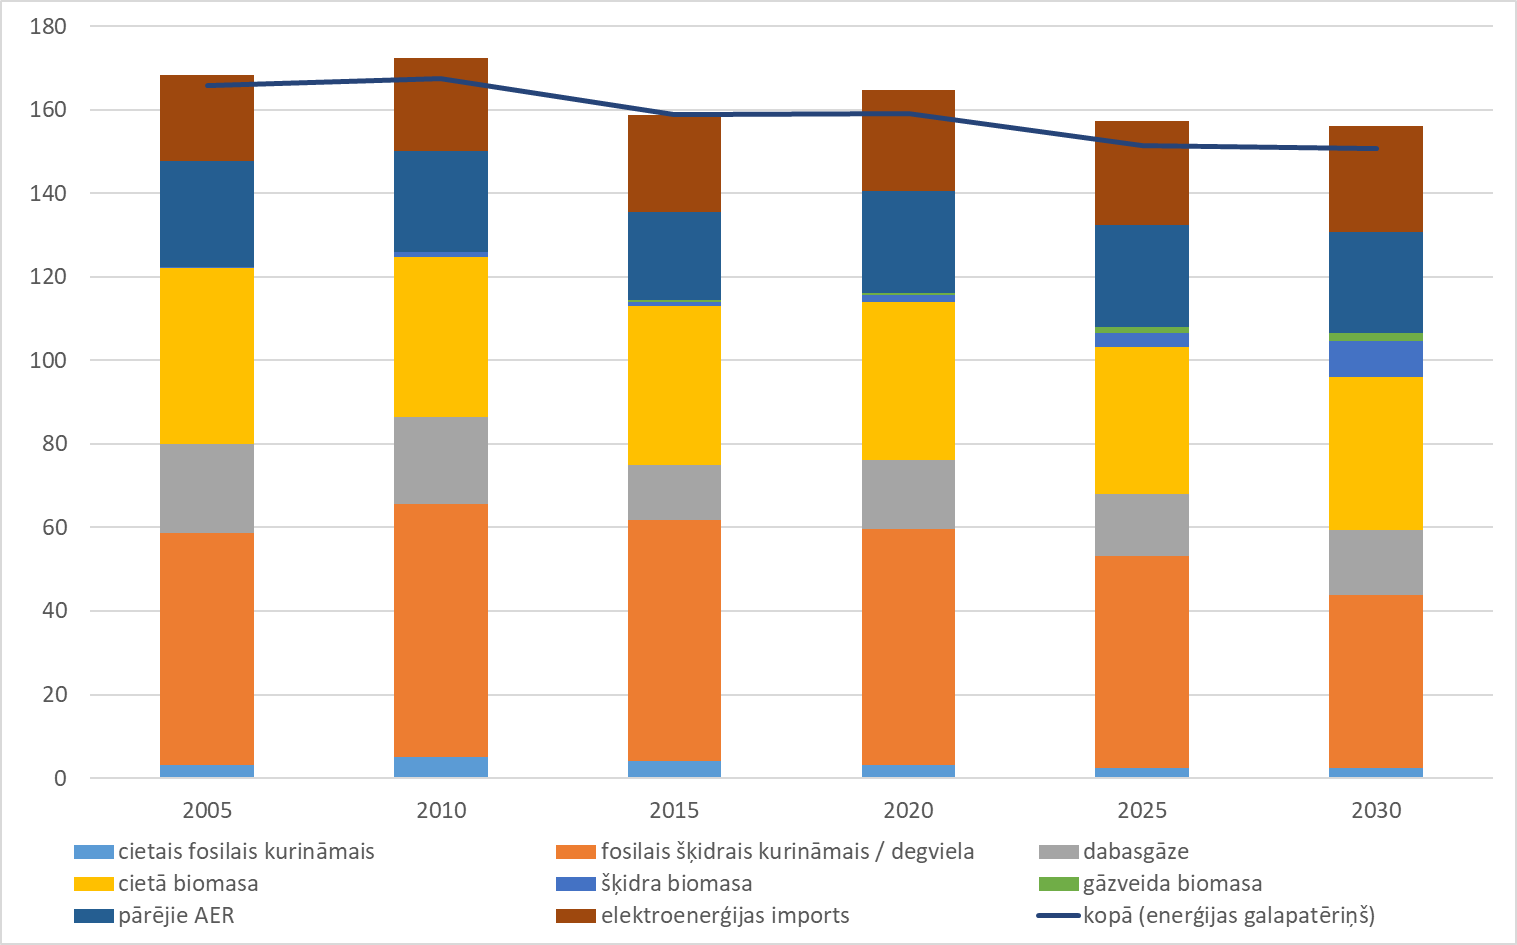 180
160
140
120
100
80
60
40
20
0
2005 2010 2015 2020 2025 2030
cietais fosilais kurināmais fosilais šķidrais kurināmais / degviela dabasgāze
cietā biomasa šķidra biomasa gāzveida biomasa
pārējie AER elektroenerģijas imports kopā (enerģijas galapatēriņš)